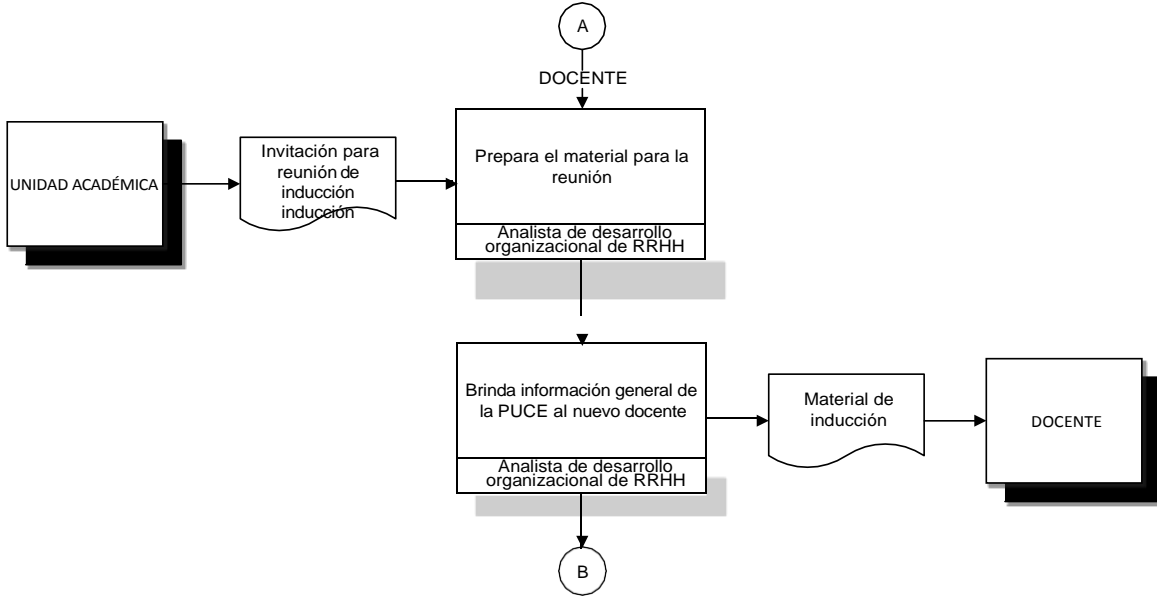 A
DOCENTE
UNIDAD ACADÉMICA
Invitación para
reunión de
inducción
inducción
Prepara el material para la
reunión
Analista de desarrollo
organizacional de RRHH
Brinda información general de
la PUCE al nuevo docente
Analista de desarrollo
organizacional de RRHH
Material de
inducción
DOCENTE
B